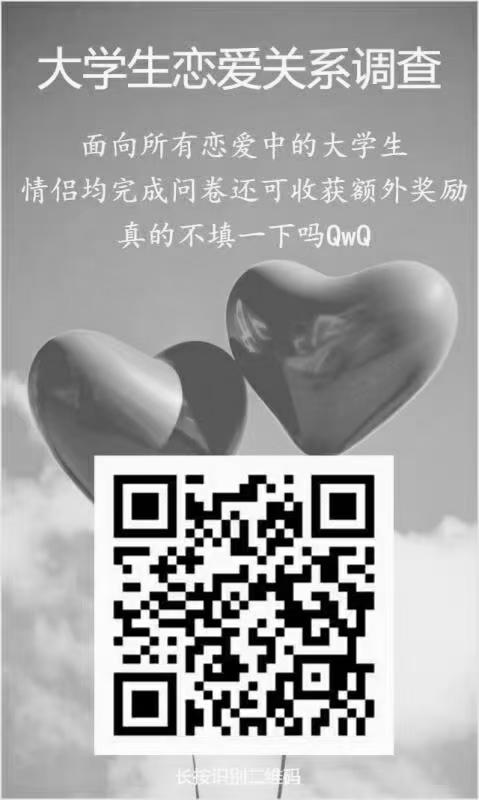 大学生恋爱关系调查
面向所有恋爱中的大学生
情侣均完成问卷还可收获额外奖励
真的不填一下吗QwQ
长按识别二维码